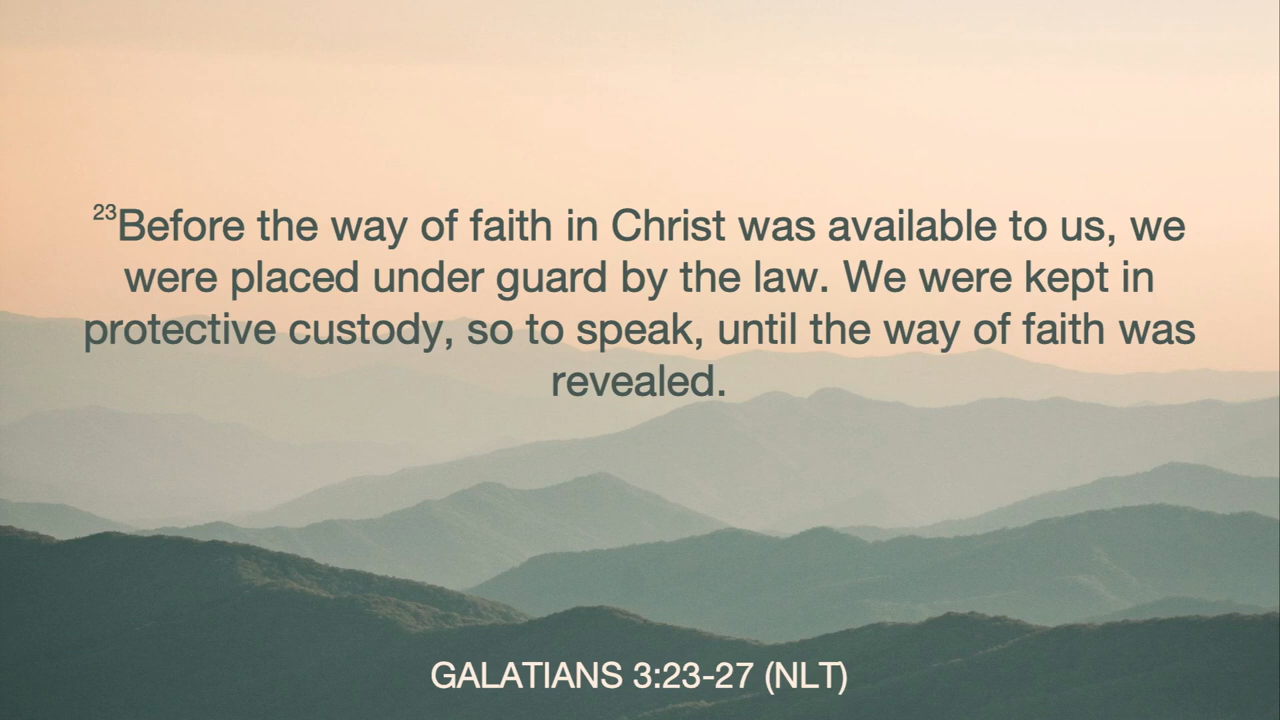 ²³Before the way of faith in Christ was available to us, we
were placed under guard by the law. We were kept in
protective custody, so to speak, until the way of faith was
revealed.
GALATIANS 3:23-27 (NLT)